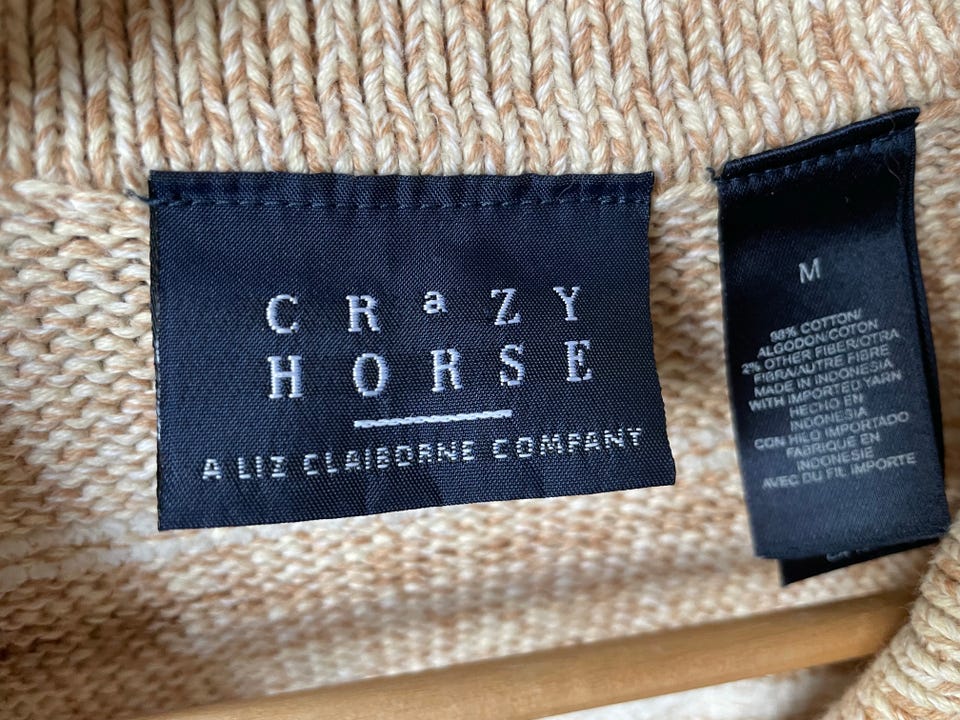 CRaZY
HORSE
A LIZ CLAIBORNE COMPANY
M
98% COTTON/
ALGODON/COTON
2% OTHER FIBER/OTRA
FIBRA/AUTRE FIBRE
MADE IN INDONESIA
WITH IMPORTED YARN
HECHO EN
INDONESIA
CON HILO IMPORTADO
FABRIQUE EN
INDONESIE
AVEC DU FIL IMPORTE